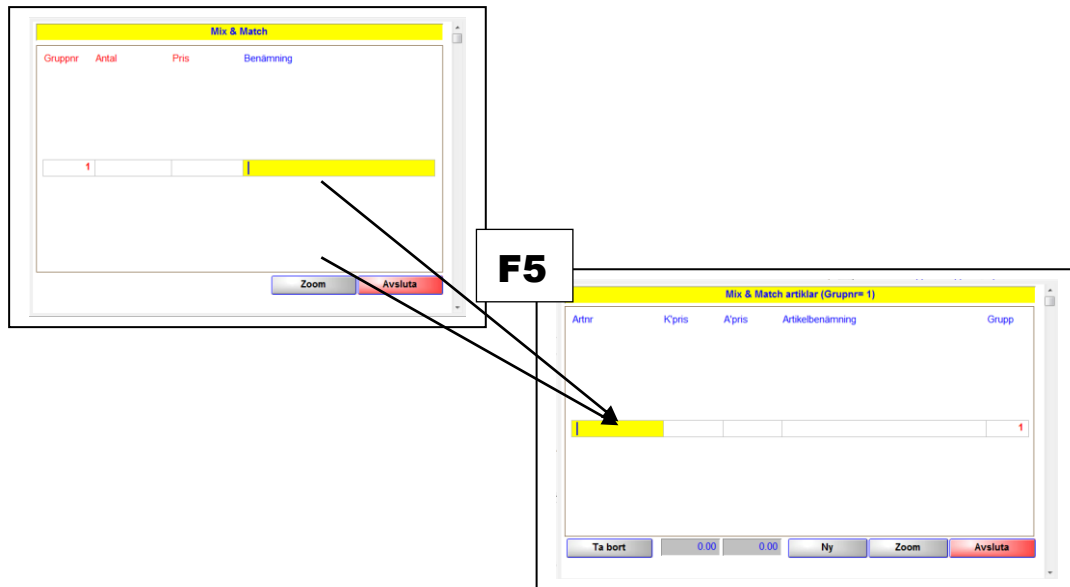 Mix & Match
Gruppnr Antal Pris Benämning
1
Zoom Avsluta
F5
Mix & Match artiklar (Grupnr= 1)
Artnr K'pris A'pris Artikelbenämning Grupp
1
Ta bort 0.00 0.00 Ny Zoom Avsluta